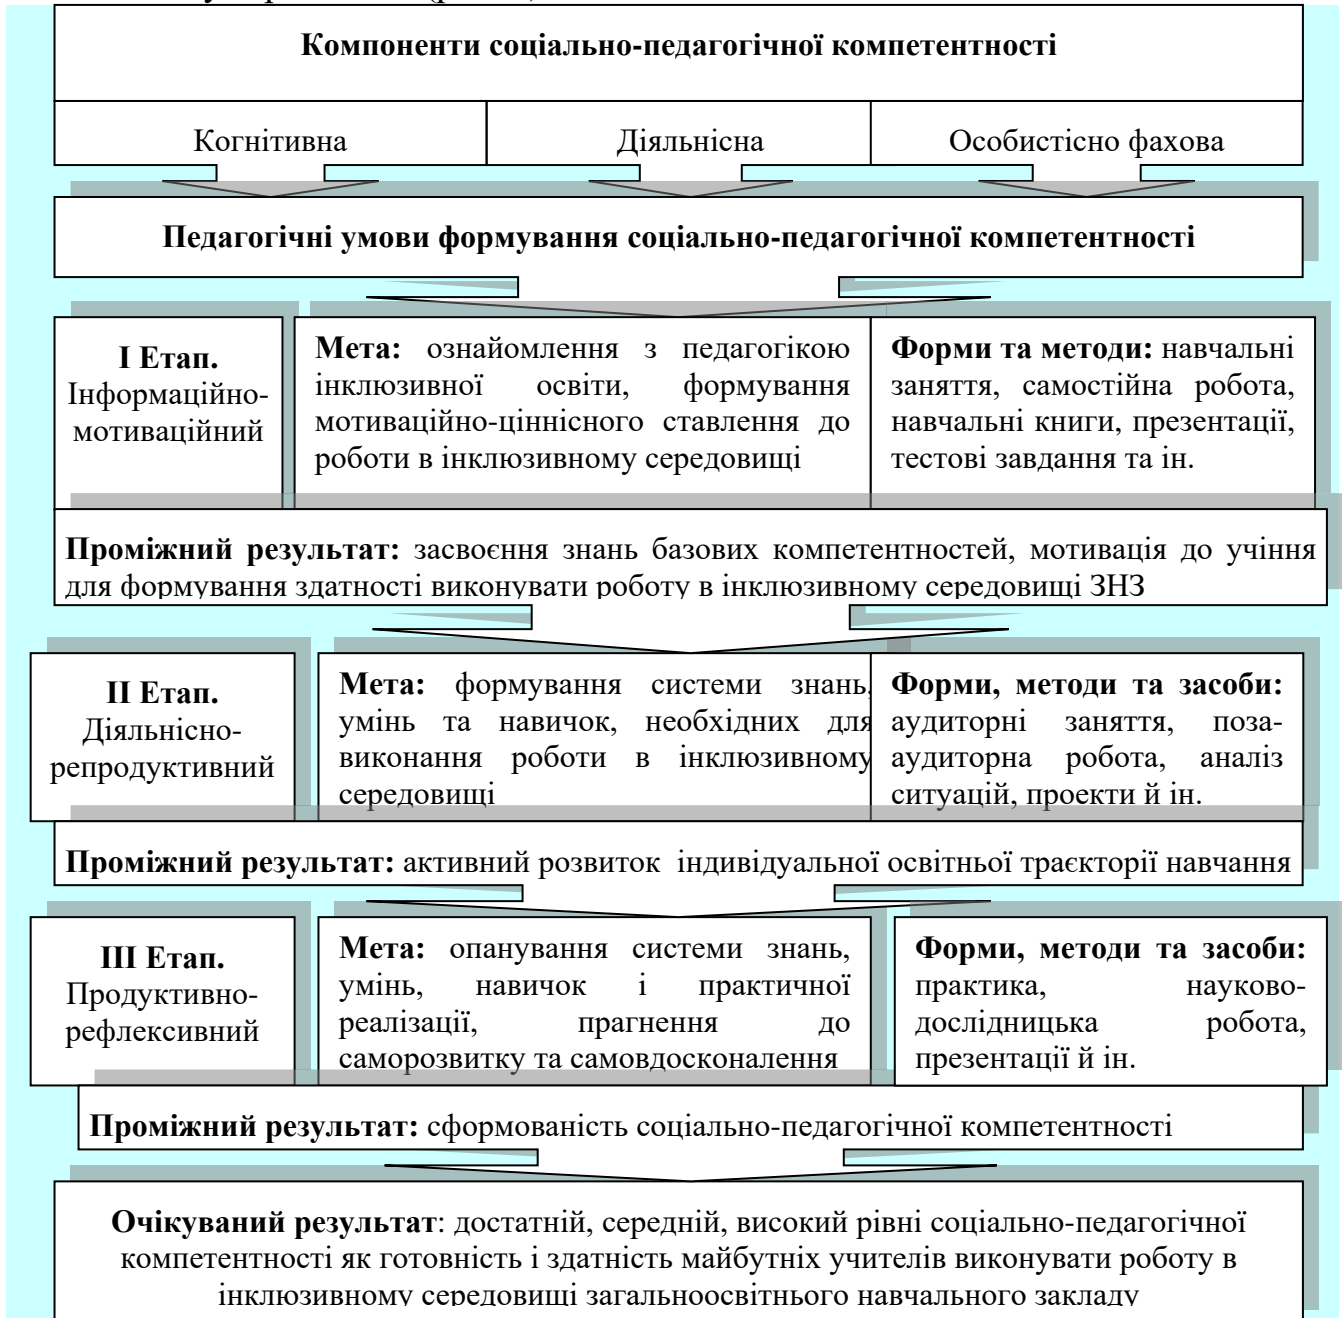 Компоненти соціально-педагогічної компетентності
Когнітивна
Діяльнісна
Особистісно фахова
Педагогічні умови формування соціально-педагогічної компетентності
І Етап.
Інформаційно-
мотиваційний
Мета: ознайомлення з педагогікою
інклюзивної освіти, формування
мотиваційно-ціннісного ставлення до
роботи в інклюзивному середовищі
Форми та методи: навчальні
заняття, самостійна робота,
навчальні книги, презентації,
тестові завдання та ін.
Проміжний результат: засвоєння знань базових компетентностей, мотивація до учіння
для формування здатності виконувати роботу в інклюзивному середовищі ЗНЗ
ІІ Етап.
Діяльнісно-
репродуктивний
Мета: формування системи знань,
умінь та навичок, необхідних для
виконання роботи в інклюзивному
середовищі
Форми, методи та засоби:
аудиторні заняття, поза-
аудиторна робота, аналіз
ситуацій, проекти й ін.
Проміжний результат: активний розвиток індивідуальної освітньої траєкторії навчання
ІІІ Етап.
Продуктивно-
рефлексивний
Мета: опанування системи знань,
умінь, навичок і практичної
реалізації, прагнення до
саморозвитку та самовдосконалення
Форми, методи та засоби:
практика, науково-
дослідницька робота,
презентації й ін.
Проміжний результат: сформованість соціально-педагогічної компетентності
Очікуваний результат: достатній, середній, високий рівні соціально-педагогічної
компетентності як готовність і здатність майбутніх учителів виконувати роботу в
інклюзивному середовищі загальноосвітнього навчального закладу